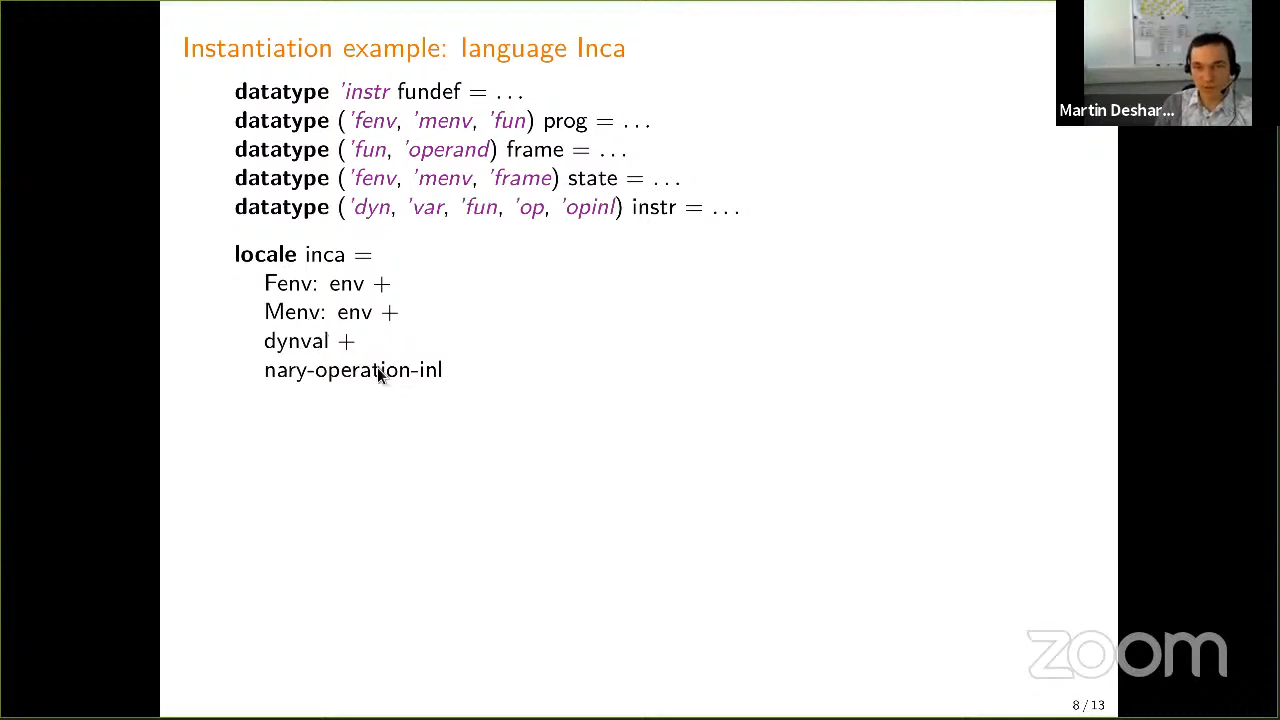 Instantiation example: language Inca
datatype 'instr fundef = ...
datatype ('fenv, 'menv, 'fun) prog = ...
datatype ('fun, 'operand) frame = ...
datatype ('fenv, 'menv, 'frame) state = ...
datatype ('dyn, 'var, 'fun, 'op, 'opinl) instr = ...
locale inca =
Fenv: env +
Menv: env +
dynval +
nary-operation-inl
Martin Deshar...
zoom
8 / 13